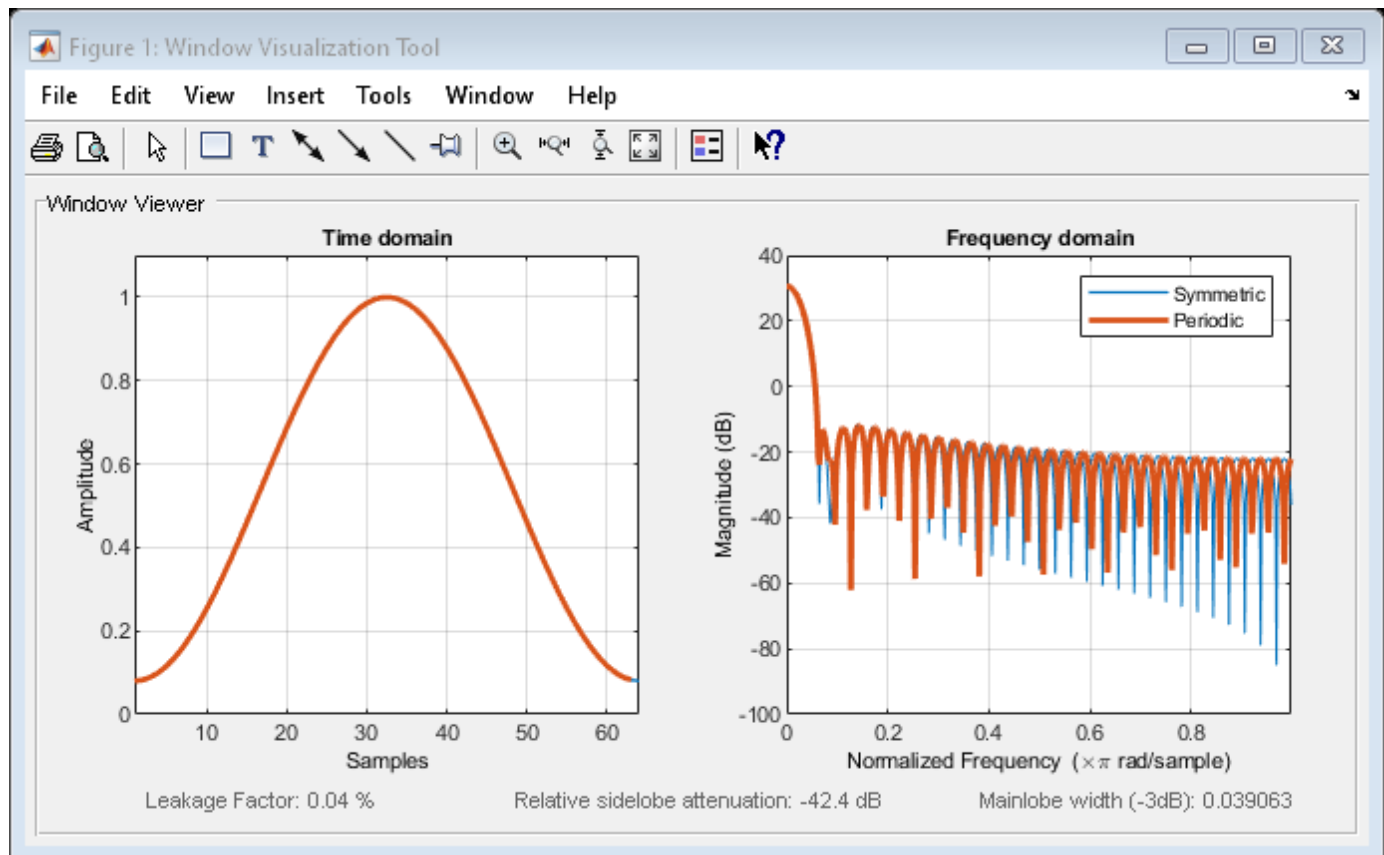 Figure 1: Window Visualization Tool
File Edit View Insert Tools Window Help
T
?
Window Viewer
Time domain
1
0.8
0.6
0.4
0.2
0
Amplitude
10 20 30 40 50 60
Samples
Frequency domain
40
20
0
-20
-40
-60
-80
-100
Magnitude (dB)
Symmetric
Periodic
0 0.2 0.4 0.6 0.8
Normalized Frequency (×π rad/sample)
Leakage Factor: 0.04 % Relative sidelobe attenuation: -42.4 dB Mainlobe width (-3dB): 0.039063